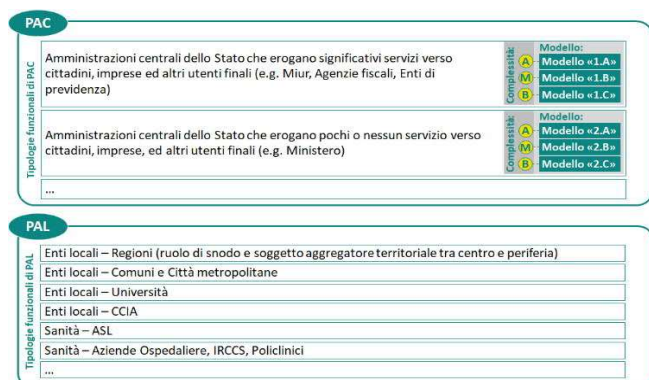 PAC
Tipologie funzionali di PAC
Amministrazioni centrali dello Stato che erogano significativi servizi verso
cittadini, imprese ed altri utenti finali (e.g. Miur, Agenzie fiscali, Enti di
previdenza)
Complessità:
Modello:
A Modello «1.A»
M Modello «1.B»
B Modello «1.C»
Amministrazioni centrali dello Stato che erogano pochi o nessun servizio verso
cittadini, imprese, ed altri utenti finali (e.g. Ministero)
Complessità:
Modello:
A Modello «2.A»
M Modello «2.B»
B Modello «2.C»
...
PAL
Tipologie funzionali di PAL
Enti locali – Regioni (ruolo di snodo e soggetto aggregatore territoriale tra centro e periferia)
Enti locali – Comuni e Città metropolitane
Enti locali – Università
Enti locali – CCIA
Sanità – ASL
Sanità – Aziende Ospedaliere, IRCCS, Policlinici
...